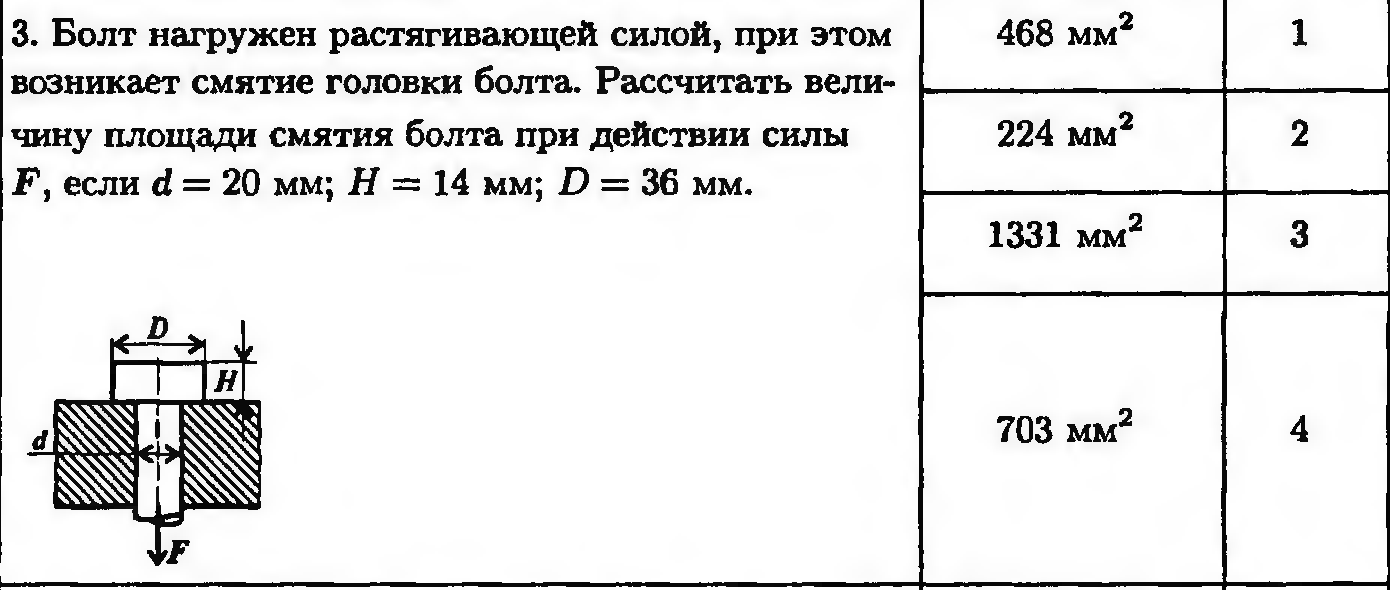 3. Болт нагружен растягивающей силой, при этом
возникает смятие головки болта. Рассчитать вели-
чину площади смятия болта при действии силы
F, если d = 20 мм; H = 14 мм; D = 36 мм.
468 мм² 1
224 мм² 2
1331 мм² 3
703 мм² 4
D
H
d
F